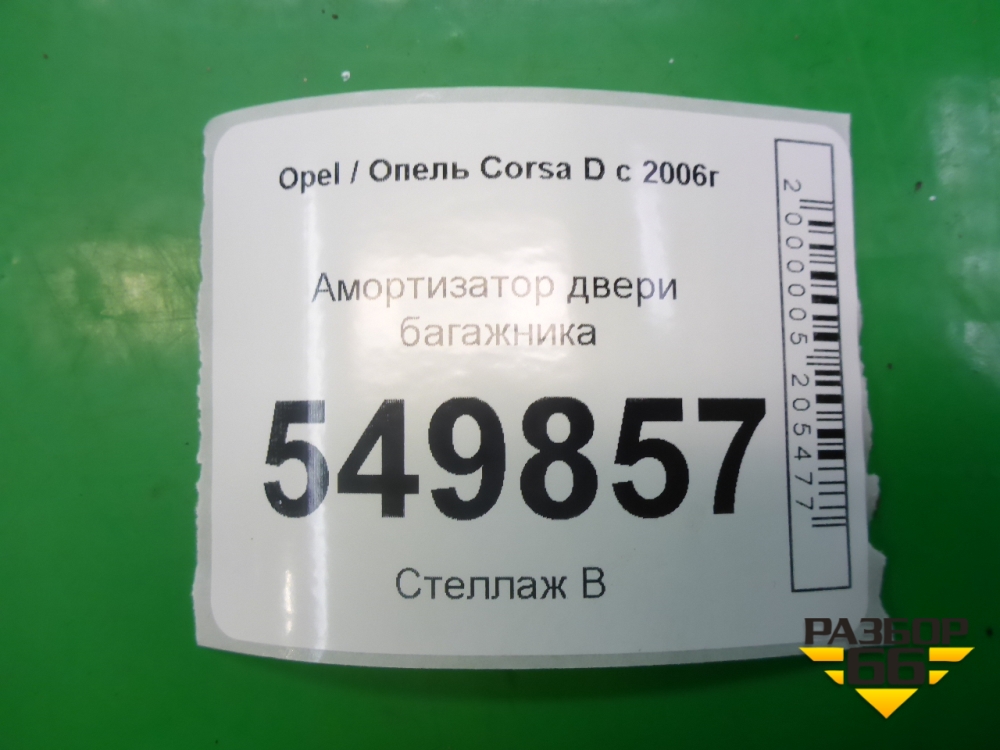 Opel / Опель Corsa D с 2006г
Амортизатор двери
багажника
549857
Стеллаж В
2000005205477
РАЗБОР
66